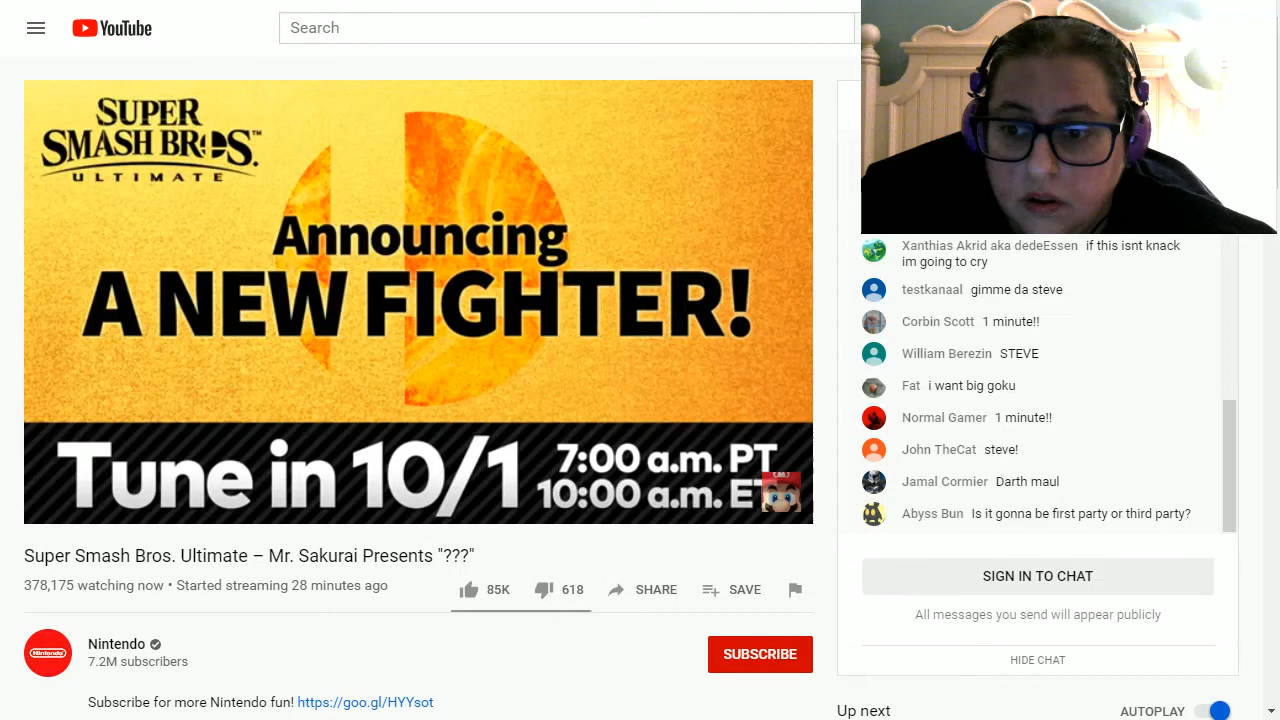 YouTube
Search
SUPER
SMASH BROS.™
ULTIMATE
Announcing
A NEW FIGHTER!
Tune in 10/1
7:00 a.m. PT
10:00 a.m. ET
Super Smash Bros. Ultimate – Mr. Sakurai Presents "???"
378,175 watching now • Started streaming 28 minutes ago
85K
618
SHARE
SAVE
Nintendo
Nintendo
7.2M subscribers
SUBSCRIBE
Subscribe for more Nintendo fun! https://goo.gl/HYYsot
Xanthias Akrid aka dedeEssen if this isnt knack
im going to cry
testkanaal gimme da steve
Corbin Scott 1 minute!!
William Berezin STEVE
Fat i want big goku
Normal Gamer 1 minute!!
John TheCat steve!
Jamal Cormier Darth maul
Abyss Bun Is it gonna be first party or third party?
SIGN IN TO CHAT
All messages you send will appear publicly
HIDE CHAT
Up next
AUTOPLAY